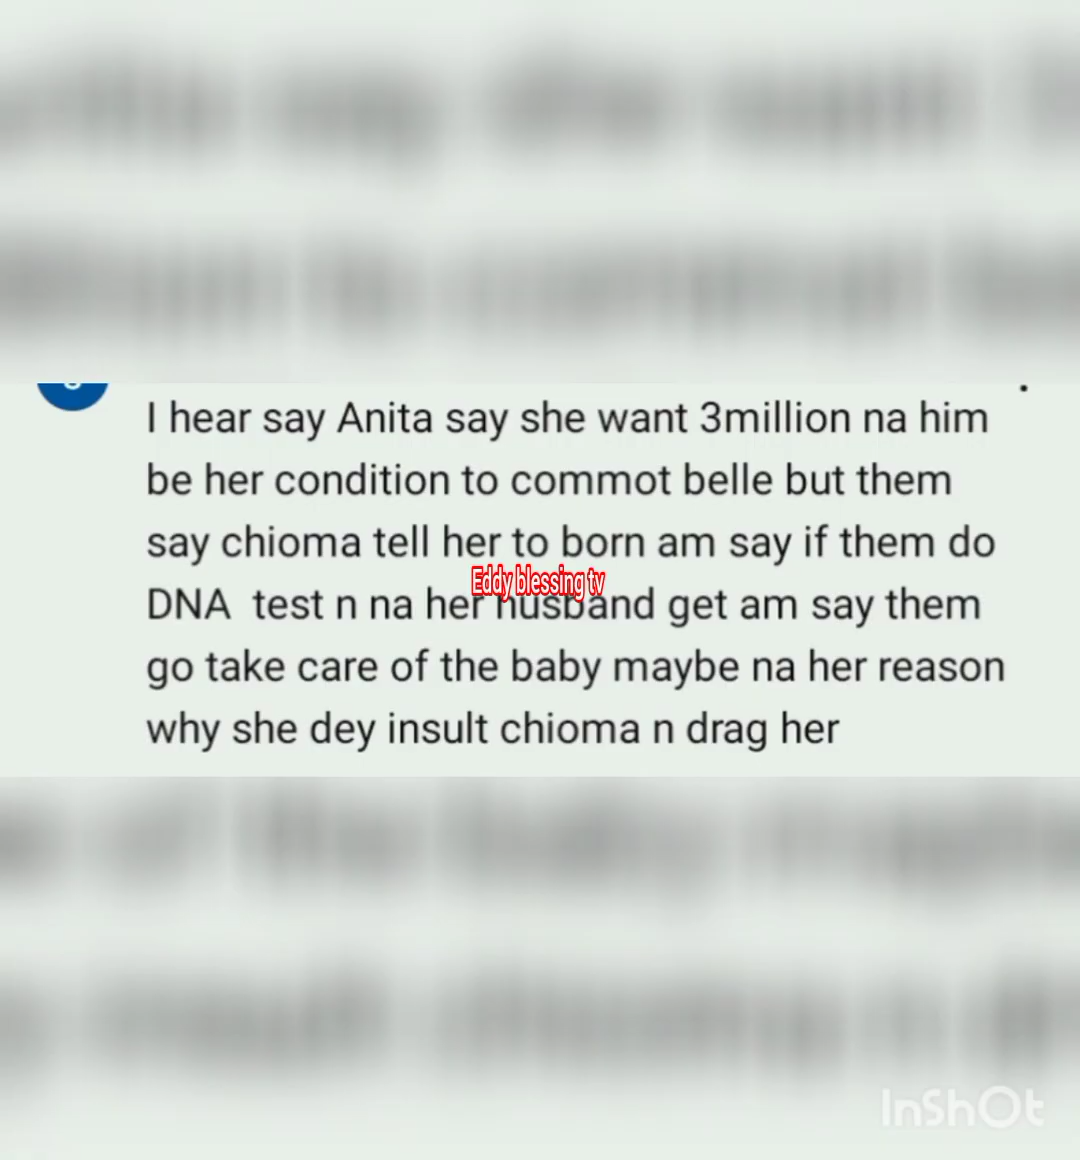 I hear say Anita say she want 3million na him
be her condition to commot belle but them
say chioma tell her to born am say if them do
Eddy blessing tv
DNA  test n na her husband get am say them
go take care of the baby maybe na her reason
why she dey insult chioma n drag her
InShOt